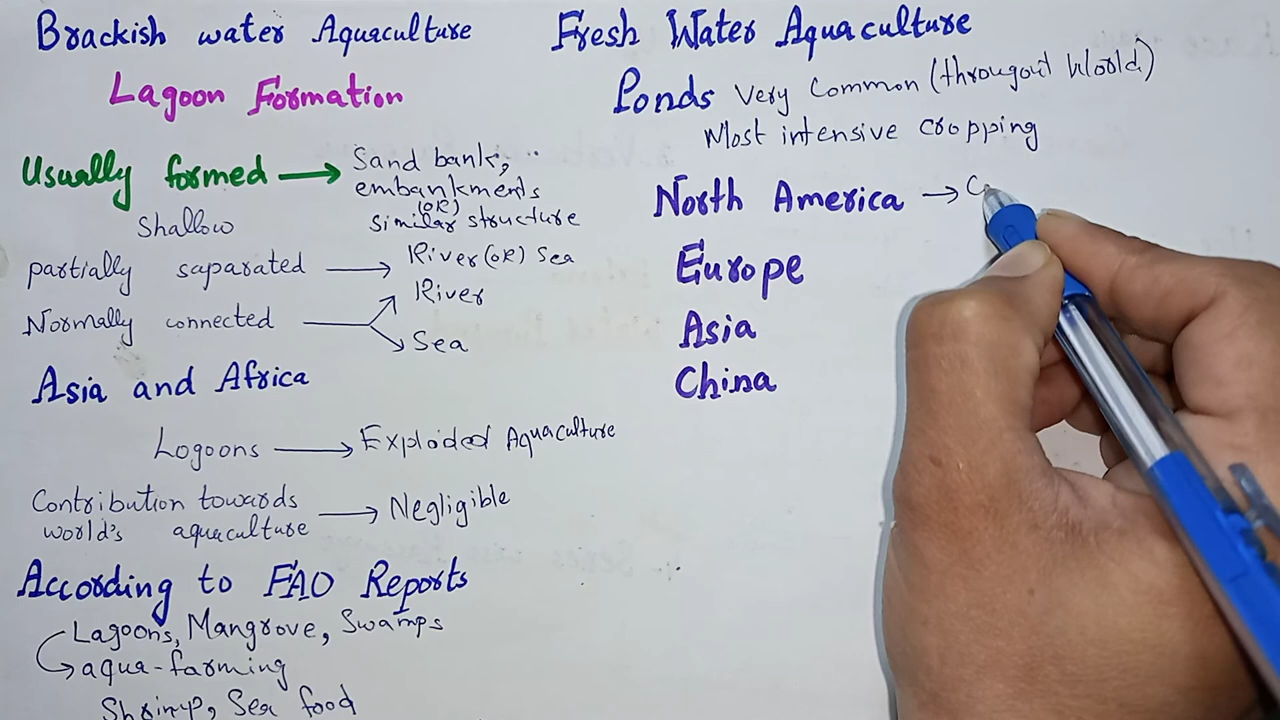 Brackish water Aquaculture
Lagoon Formation
Usually formed → Sand bank,
embankments
(OR)
similar structure
Shallow
partially saparated → River (OR) Sea
Normally connected → River
→ Sea
Asia and Africa
Logoons → Exploded Aquaculture
Contribution towards
world's aquaculture → Negligible
According to FAO Reports
Lagoons, Mangrove, Swamps
→ aqua-farming
Shrimp, Sea food
Fresh Water Aquaculture
Ponds Very Common (througout World)
Most intensive cropping
North America →
Europe
Asia
China